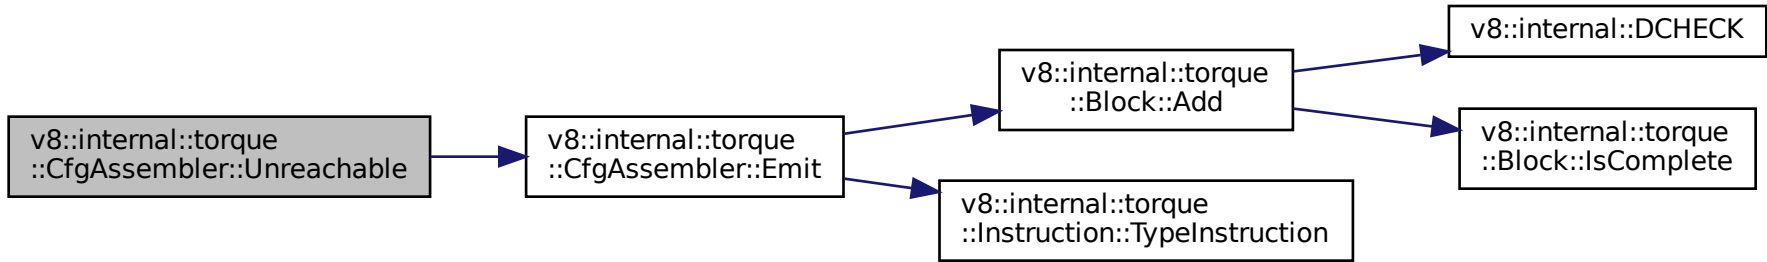 v8::internal::torque
::CfgAssembler::Unreachable
v8::internal::torque
::CfgAssembler::Emit
v8::internal::torque
::Block::Add
v8::internal::DCHECK
v8::internal::torque
::Block::IsComplete
v8::internal::torque
::Instruction::TypeInstruction